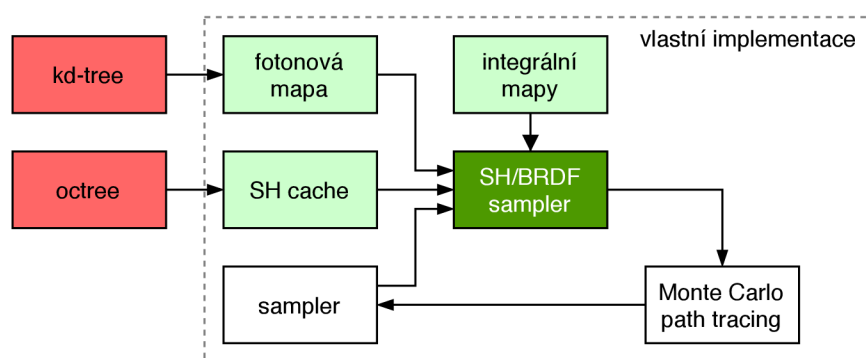 vlastní implementace
kd-tree
fotonová
mapa
integrální
mapy
octree
SH cache
SH/BRDF
sampler
sampler
Monte Carlo
path tracing